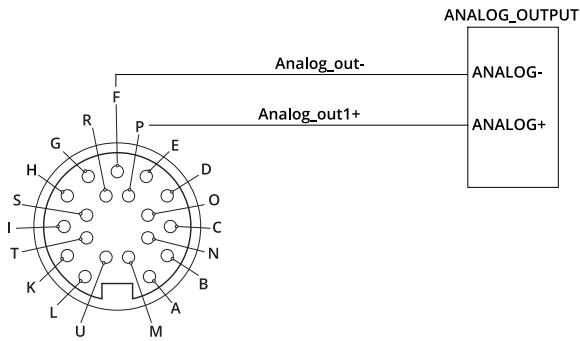 ANALOG_OUTPUT
Analog_out-
ANALOG-
F
Analog_out1+
ANALOG+
R
P
G
E
H
D
S
O
I
C
T
N
K
B
L
A
U
M